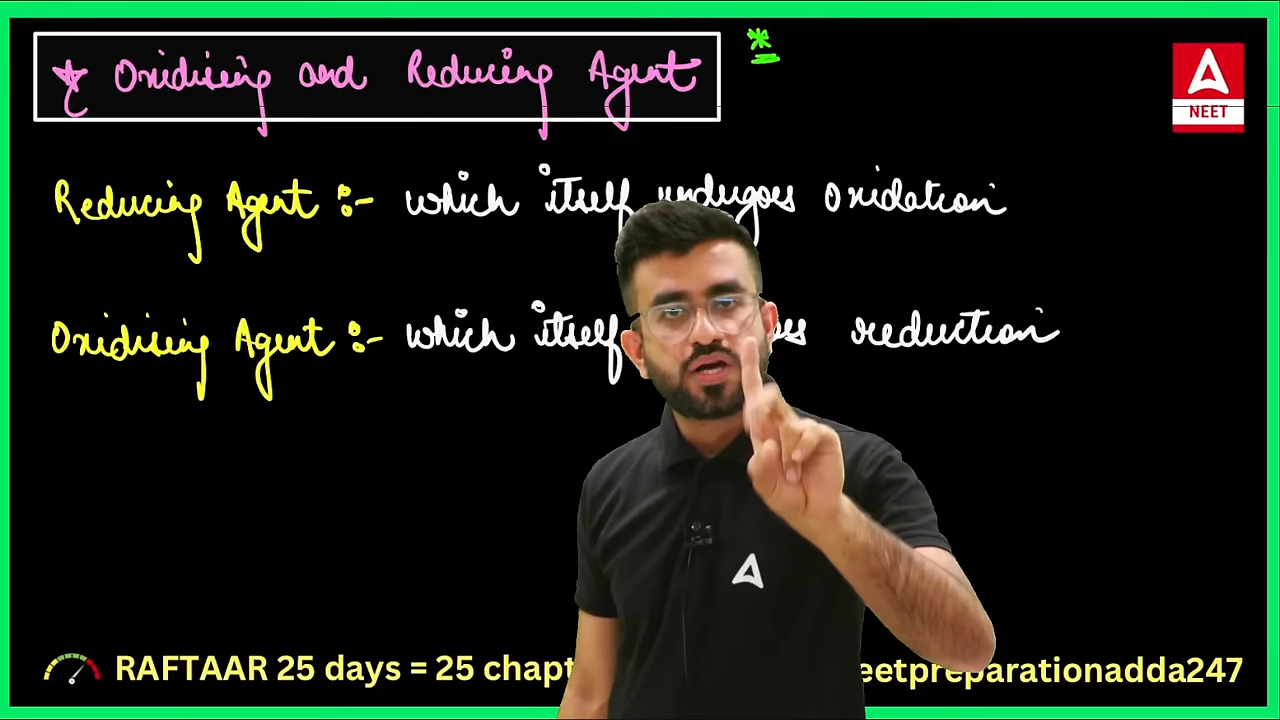 * Oxidising and Reducing Agent *
NEET
Reducing Agent :- which itself undergoes oxidation
Oxidising Agent :- which itself reduction
RAFTAAR 25 days = 25 chapt
eetpreparationadda247